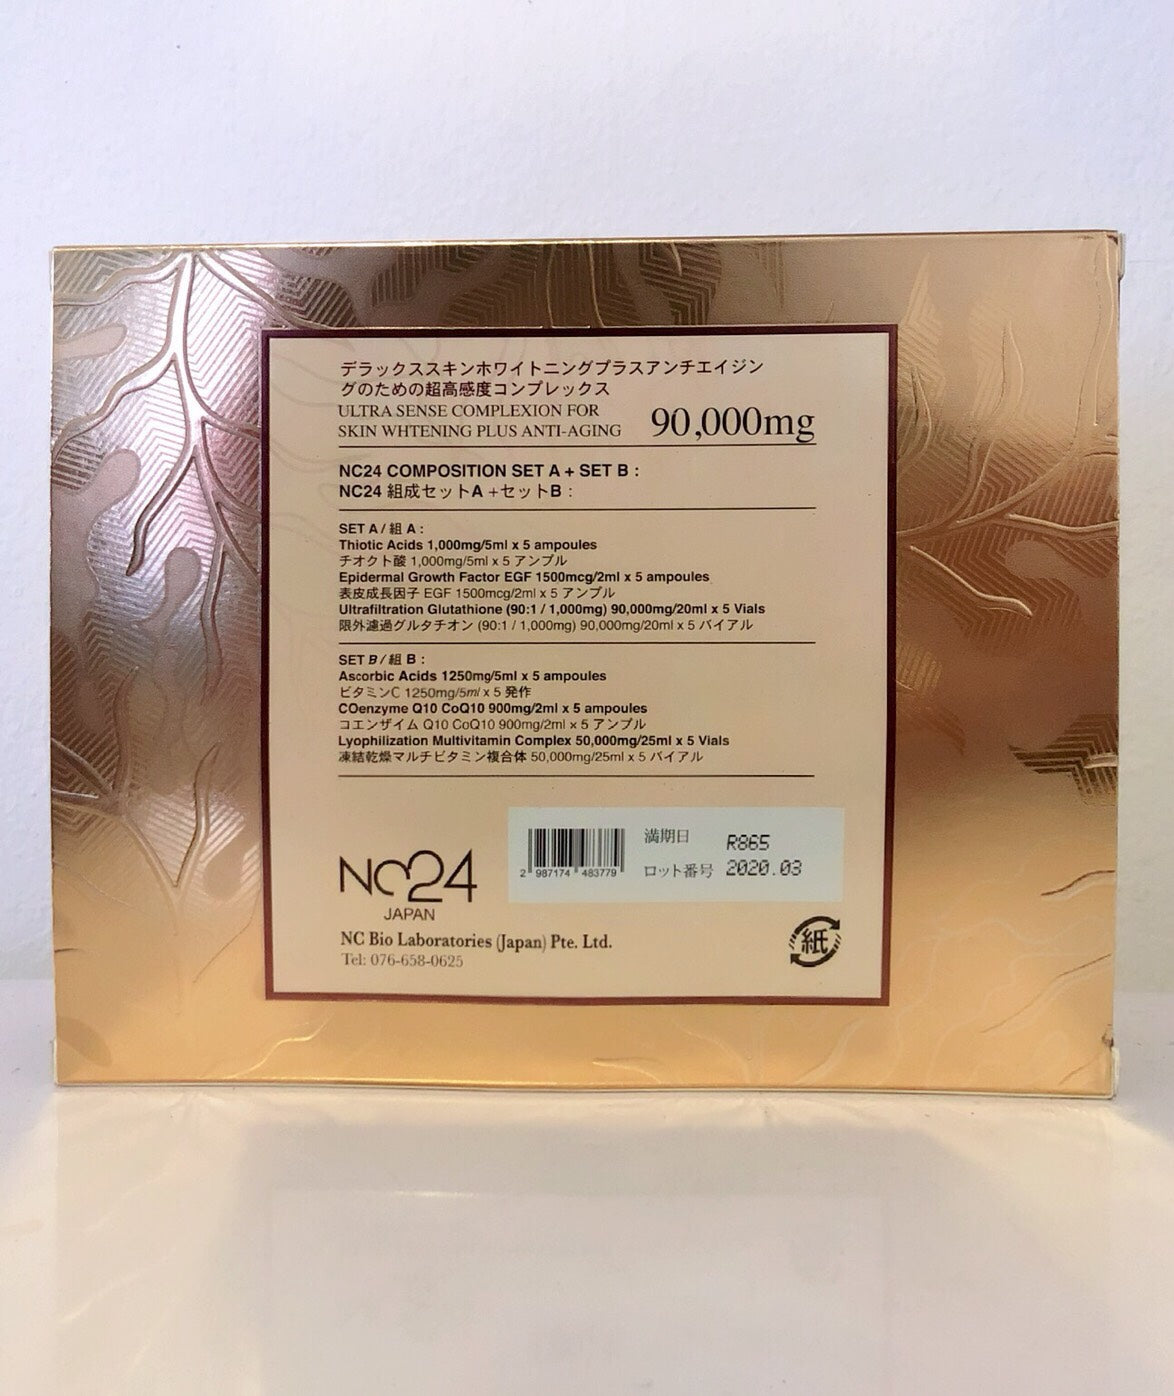 デラックススキンホワイトニングプラスアンチエイジン
グのための超高感度コンプレックス
ULTRA SENSE COMPLEXION FOR
SKIN WHTENING PLUS ANTI-AGING 90,000mg
NC24 COMPOSITION SET A + SET B :
NC24 組成セットA +セットB :
SET A / 組 A :
Thiotic Acids 1,000mg/5ml x 5 ampoules
チオクト酸 1,000mg/5ml x 5 アンプル
Epidermal Growth Factor EGF 1500mcg/2ml x 5 ampoules
表皮成長因子 EGF 1500mcg/2ml x 5 アンプル
Ultrafiltration Glutathione (90:1 / 1,000mg) 90,000mg/20ml x 5 Vials
限外濾過グルタチオン (90:1 / 1,000mg) 90,000mg/20ml x 5 バイアル
SET B / 組 B :
Ascorbic Acids 1250mg/5ml x 5 ampoules
ビタミンC 1250mg/5ml x 5 発作
COenzyme Q10 CoQ10 900mg/2ml x 5 ampoules
コエンザイム Q10 CoQ10 900mg/2ml x 5 アンプル
Lyophilization Multivitamin Complex 50,000mg/25ml x 5 Vials
凍結乾燥マルチビタミン複合体 50,000mg/25ml x 5 バイアル
満期日 R865
ロット番号 2020.03
2 987174 483779
NC24
JAPAN
NC Bio Laboratories (Japan) Pte. Ltd.
Tel: 076-658-0625
紙